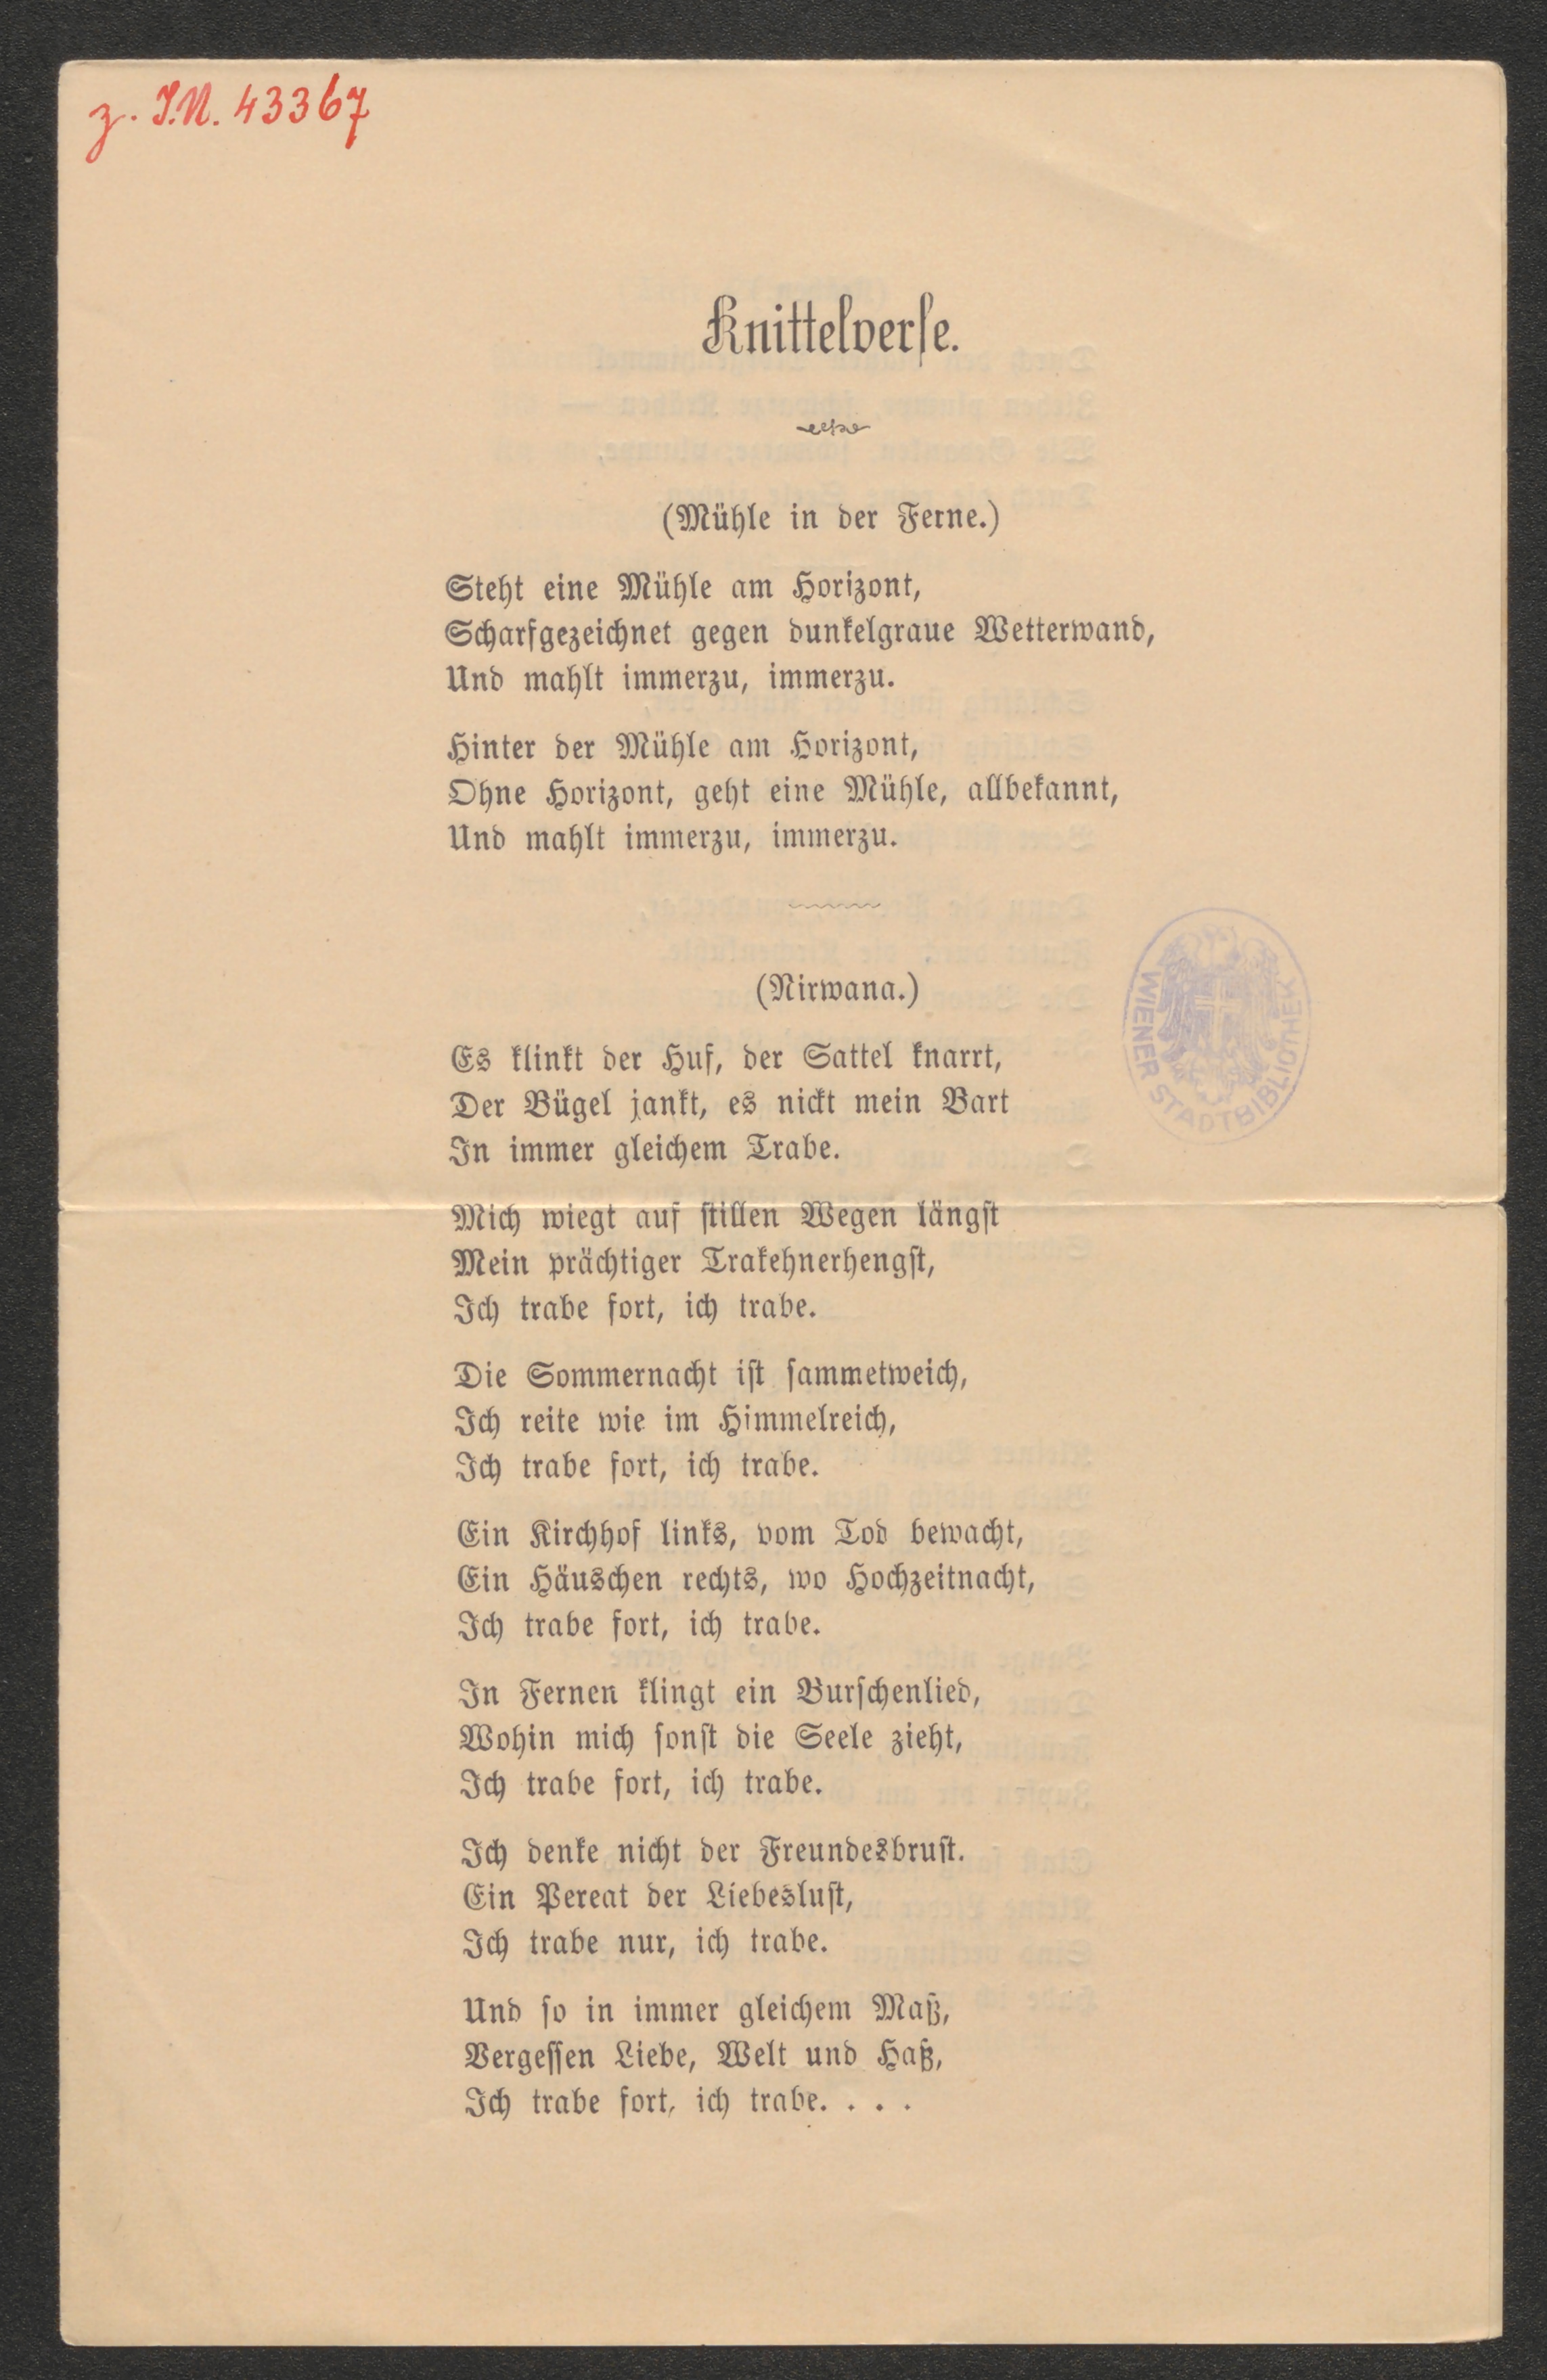 z. I.N. 43367
Knittelverse.
(Mühle in der Ferne.)
Steht eine Mühle am Horizont,
Scharfgezeichnet gegen dunkelgraue Wetterwand,
Und mahlt immerzu, immerzu.
Hinter der Mühle am Horizont,
Ohne Horizont, geht eine Mühle, allbekannt,
Und mahlt immerzu, immerzu.
(Nirwana.)
WIENER STADTBIBLIOTHEK
Es klinkt der Huf, der Sattel knarrt,
Der Bügel jankt, es nickt mein Bart
In immer gleichem Trabe.
Mich wiegt auf stillen Wegen längst
Mein prächtiger Trakehnerhengst,
Ich trabe fort, ich trabe.
Die Sommernacht ist sammetweich,
Ich reite wie im Himmelreich,
Ich trabe fort, ich trabe.
Ein Kirchhof links, vom Tod bewacht,
Ein Häuschen rechts, wo Hochzeitnacht,
Ich trabe fort, ich trabe.
In Fernen klingt ein Burschenlied,
Wohin mich sonst die Seele zieht,
Ich trabe fort, ich trabe.
Ich denke nicht der Freundesbrust.
Ein Pereat der Liebeslust,
Ich trabe nur, ich trabe.
Und so in immer gleichem Maß,
Vergessen Liebe, Welt und Haß,
Ich trabe fort, ich trabe. . . .